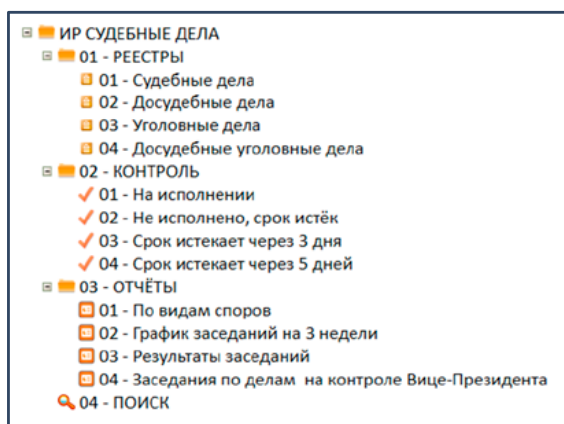 ИР СУДЕБНЫЕ ДЕЛА
01 - РЕЕСТРЫ
01 - Судебные дела
02 - Досудебные дела
03 - Уголовные дела
04 - Досудебные уголовные дела
02 - КОНТРОЛЬ
01 - На исполнении
02 - Не исполнено, срок истёк
03 - Срок истекает через 3 дня
04 - Срок истекает через 5 дней
03 - ОТЧЁТЫ
01 - По видам споров
02 - График заседаний на 3 недели
03 - Результаты заседаний
04 - Заседания по делам на контроле Вице-Президента
04 - ПОИСК